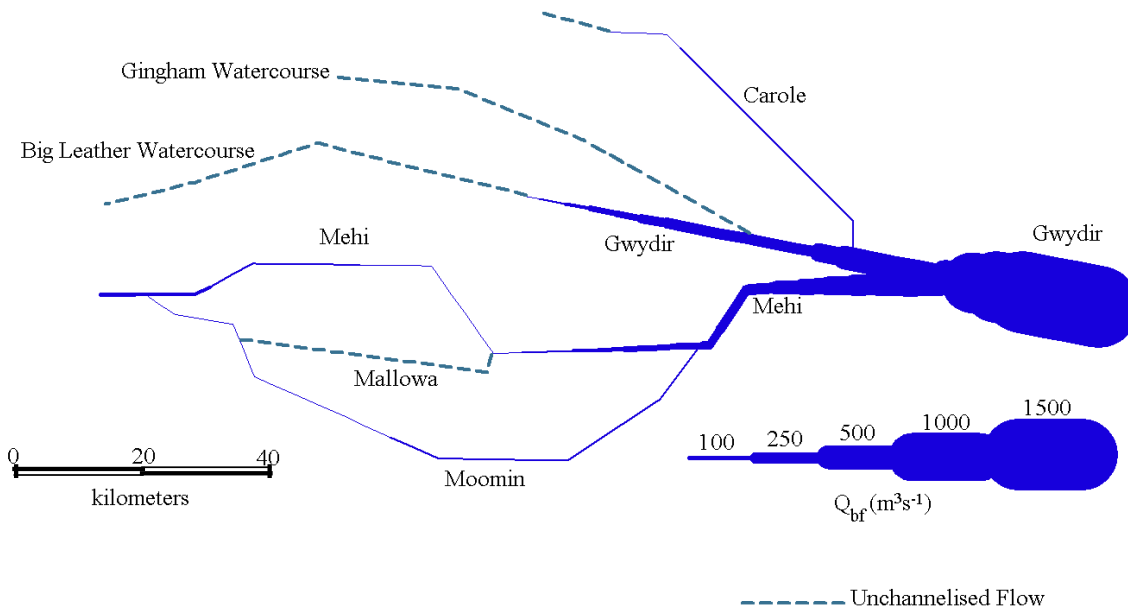 Gingham Watercourse
Carole
Big Leather Watercourse
Mehi
Gwydir
Gwydir
Mehi
Mallowa
Moomin
0 20 40
kilometers
100 250 500 1000 1500
Qbf (m³s⁻¹)
Unchannelised Flow